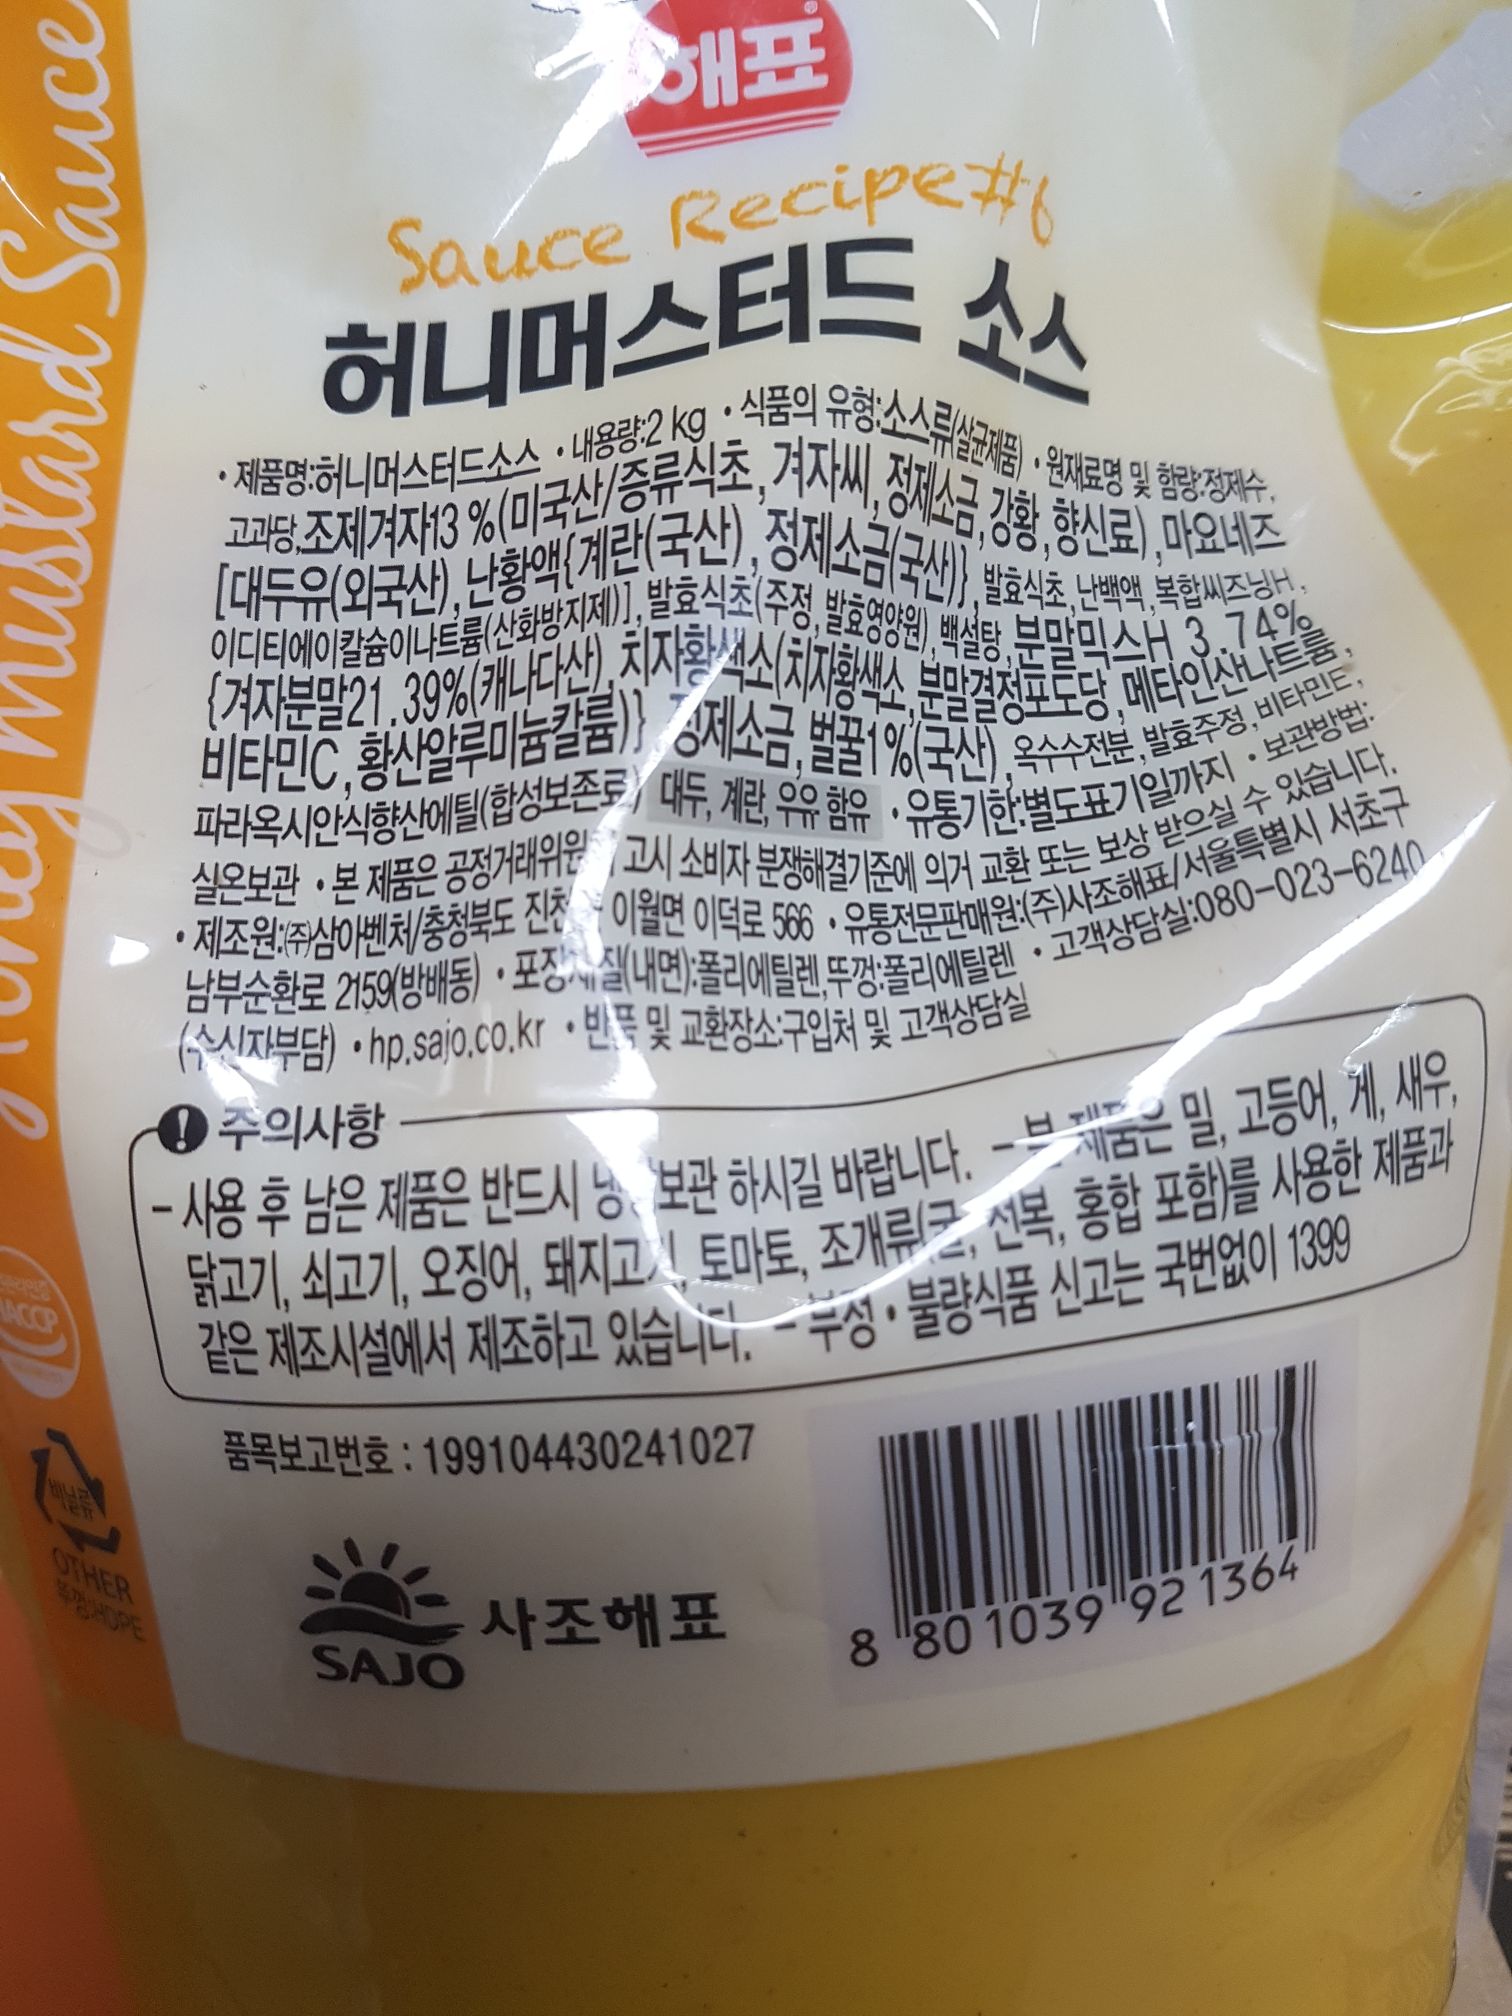 해표
Sauce Recipe#6
허니머스터드 소스
• 제품명:허니머스터드소스 • 내용량:2 kg • 식품의 유형:소스류(살균제품) • 원재료명 및 함량:정제수,
고과당,조제겨자13 %(미국산/증류식초, 겨자씨, 정제소금, 강황, 향신료), 마요네즈
[대두유(외국산), 난황액{계란(국산), 정제소금(국산)}, 발효식초, 난백액, 복합씨즈닝H,
이디티에이칼슘이나트륨(산화방지제)], 발효식초(주정, 발효영양원), 백설탕, 분말믹스H 3.74%
{겨자분말21.39%(캐나다산), 치자황색소(치자황색소, 분말결정포도당, 메타인산나트륨,
비타민C, 황산알루미늄칼륨)}, 정제소금, 벌꿀1%(국산), 옥수수전분, 발효주정, 비타민E,
파라옥시안식향산에틸(합성보존료) 대두, 계란, 우유 함유 • 유통기한:별도표기일까지 • 보관방법:
실온보관 • 본 제품은 공정거래위원 고시 소비자 분쟁해결기준에 의거 교환 또는 보상 받으실 수 있습니다.
• 제조원:㈜삼아벤처/충청북도 진천 이월면 이덕로 566 • 유통전문판매원:(주)사조해표/서울특별시 서초구
남부순환로 2159(방배동) • 포장재질(내면):폴리에틸렌,뚜껑:폴리에틸렌 • 고객상담실:080-023-6240
(수신자부담) • hp.sajo.co.kr • 반품 및 교환장소:구입처 및 고객상담실
! 주의사항
- 사용 후 남은 제품은 반드시 냉장보관 하시길 바랍니다. - 본 제품은 밀, 고등어, 게, 새우,
닭고기, 쇠고기, 오징어, 돼지고기, 토마토, 조개류(굴, 전복, 홍합 포함)를 사용한 제품과
같은 제조시설에서 제조하고 있습니다. - 부정•불량식품 신고는 국번없이 1399
품목보고번호 : 199104430241027
SAJO 사조해표
8 801039 921364
Honey Mustard Sauce
HACCP
비닐류
OTHER
뚜껑:HDPE